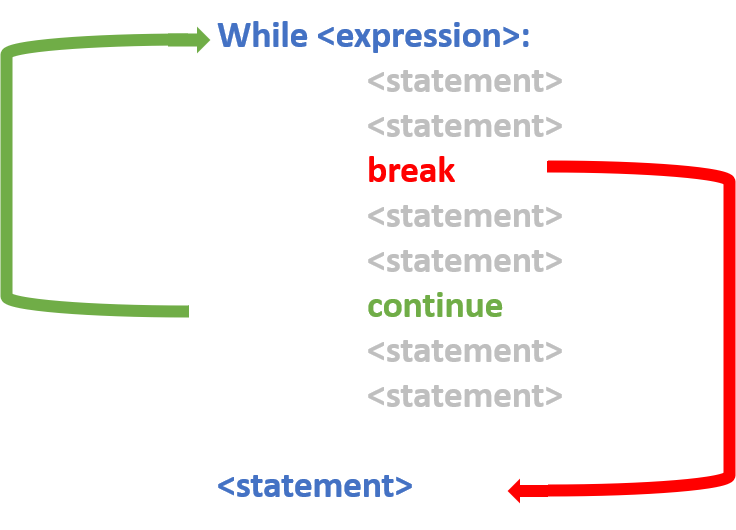 While <expression>:
<statement>
<statement>
break
<statement>
<statement>
continue
<statement>
<statement>
<statement>